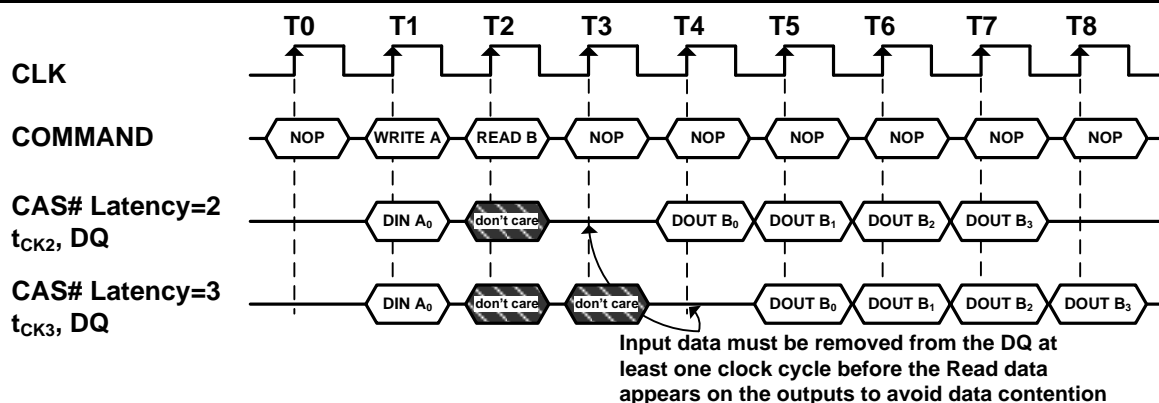 T0 T1 T2 T3 T4 T5 T6 T7 T8
CLK
COMMAND NOP WRITE A READ B NOP NOP NOP NOP NOP NOP
CAS# Latency=2
tCK2, DQ DIN A0 don't care DOUT B0 DOUT B1 DOUT B2 DOUT B3
CAS# Latency=3
tCK3, DQ DIN A0 don't care don't care DOUT B0 DOUT B1 DOUT B2 DOUT B3
Input data must be removed from the DQ at
least one clock cycle before the Read data
appears on the outputs to avoid data contention